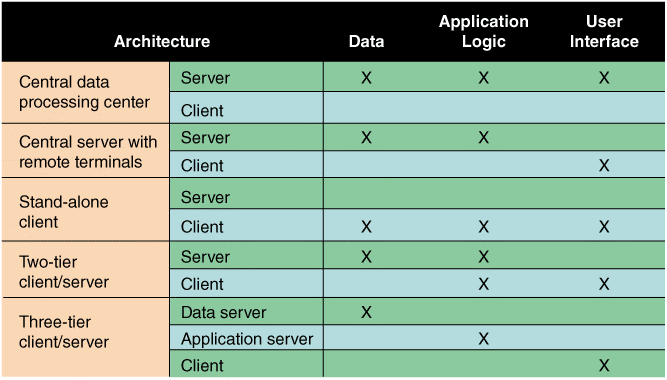 Architecture Data Application Logic User Interface
Central data processing center Server X X X
Client
Central server with remote terminals Server X X
Client X
Stand-alone client Server
Client X X X
Two-tier client/server Server X X
Client X X
Three-tier client/server Data server X
Application server X
Client X